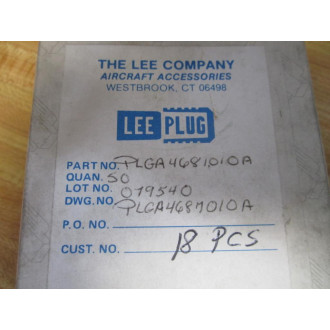 THE LEE COMPANY
AIRCRAFT ACCESSORIES
WESTBROOK, CT 06498
LEE PLUG
PART NO. PLGA4681010A
QUAN. 50
LOT NO. 079540
DWG. NO. PLGA4687010A
P.O. NO.
CUST. NO. 18 PCS